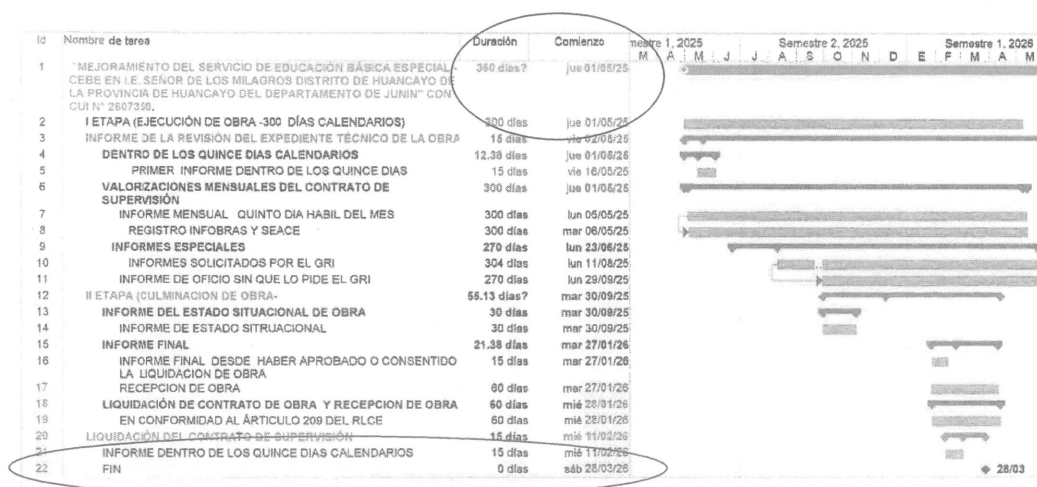 Id Nombre de tarea Duración Comienzo mestre 1, 2025 Semestre 2, 2025 Semestre 1, 2026
M A M J J A S O N D E F M A M
1 "MEJORAMIENTO DEL SERVICIO DE EDUCACIÓN BÁSICA ESPECIAL - 360 días? jue 01/05/25
CEBE EN I.E. SEÑOR DE LOS MILAGROS DISTRITO DE HUANCAYO DE
LA PROVINCIA DE HUANCAYO DEL DEPARTAMENTO DE JUNIN" CON
CUI N° 2607350.
2 I ETAPA (EJECUCIÓN DE OBRA -300 DÍAS CALENDARIOS) 300 días jue 01/05/25
3 INFORME DE LA REVISIÓN DEL EXPEDIENTE TÉCNICO DE LA OBRA 15 días vie 02/05/25
4 DENTRO DE LOS QUINCE DIAS CALENDARIOS 12.38 días jue 01/05/25
5 PRIMER INFORME DENTRO DE LOS QUINCE DIAS 15 días vie 16/05/25
6 VALORIZACIONES MENSUALES DEL CONTRATO DE 300 días jue 01/05/25
SUPERVISIÓN
7 INFORME MENSUAL QUINTO DIA HABIL DEL MES 300 días lun 05/05/25
8 REGISTRO INFOBRAS Y SEACE 300 días mar 06/05/25
9 INFORMES ESPECIALES 270 días lun 23/06/25
10 INFORMES SOLICITADOS POR EL GRI 304 días lun 11/08/25
11 INFORME DE OFICIO SIN QUE LO PIDE EL GRI 270 días lun 29/09/25
12 II ETAPA (CULMINACION DE OBRA- 55.13 días? mar 30/09/25
13 INFORME DEL ESTADO SITUACIONAL DE OBRA 30 días mar 30/09/25
14 INFORME DE ESTADO SITRUACIONAL 30 días mar 30/09/25
15 INFORME FINAL 21.38 días mar 27/01/26
16 INFORME FINAL DESDE HABER APROBADO O CONSENTIDO 15 días mar 27/01/26
LA LIQUIDACION DE OBRA
17 RECEPCION DE OBRA 60 días mar 27/01/26
18 LIQUIDACIÓN DE CONTRATO DE OBRA Y RECEPCION DE OBRA 60 días mié 28/01/26
19 EN CONFORMIDAD AL ÁRTICULO 209 DEL RLCE 60 días mié 28/01/26
20 LIQUIDACIÓN DEL CONTRATO DE SUPERVISIÓN 15 días mié 11/02/26
21 INFORME DENTRO DE LOS QUINCE DIAS CALENDARIOS 15 días mié 11/02/26
22 FIN 0 días sáb 28/03/26 28/03